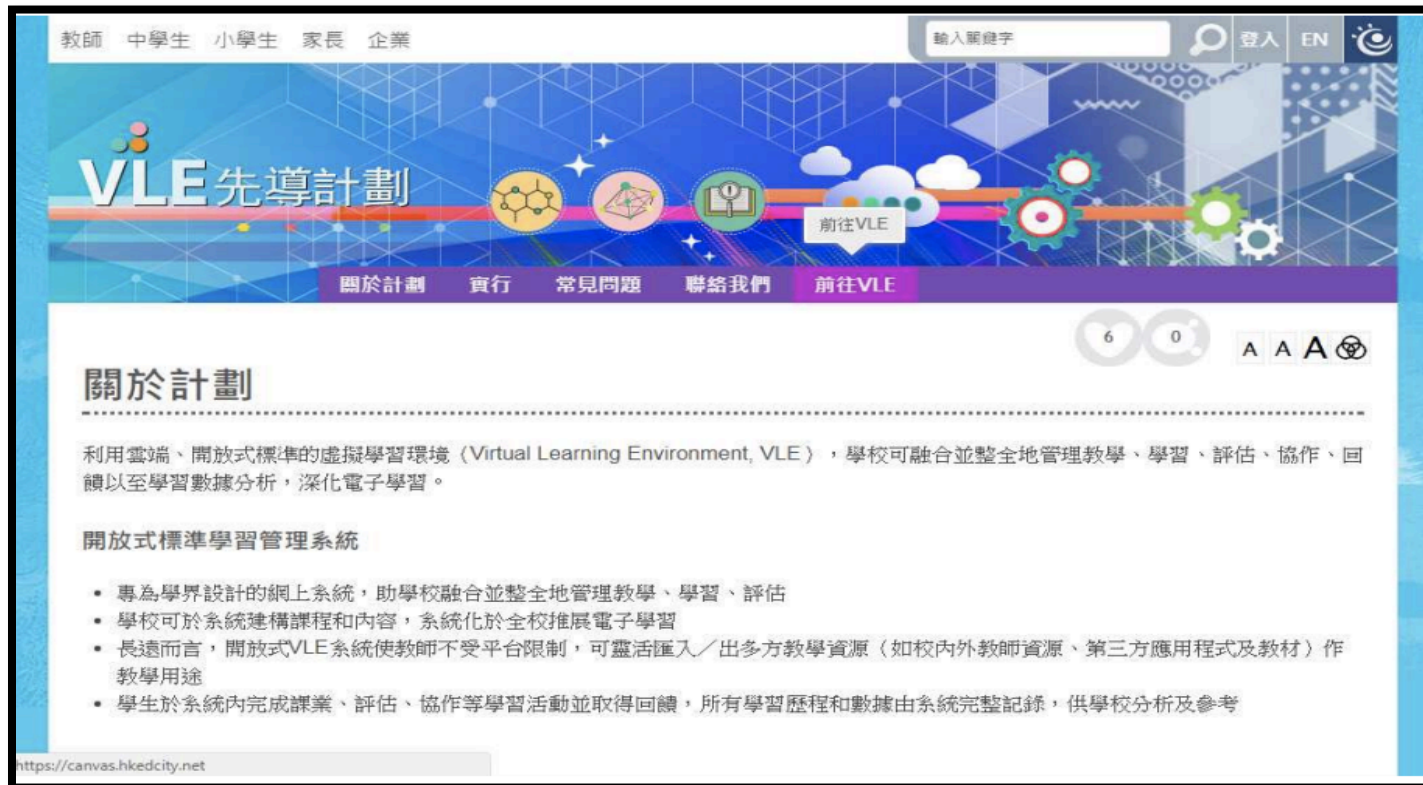 教師 中學生 小學生 家長 企業
輸入關鍵字
登入 EN
VLE先導計劃
前往VLE
關於計劃 實行 常見問題 聯絡我們 前往VLE
6 0 A A A
關於計劃
利用雲端、開放式標準的虛擬學習環境（Virtual Learning Environment, VLE），學校可融合並整全地管理教學、學習、評估、協作、回
饋以至學習數據分析，深化電子學習。
開放式標準學習管理系統
• 專為學界設計的網上系統，助學校融合並整全地管理教學、學習、評估
• 學校可於系統建構課程和內容，系統化於全校推展電子學習
• 長遠而言，開放式VLE系統使教師不受平台限制，可靈活匯入／出多方教學資源（如校內外教師資源、第三方應用程式及教材）作
教學用途
• 學生於系統內完成課業、評估、協作等學習活動並取得回饋，所有學習歷程和數據由系統完整記錄，供學校分析及參考
https://canvas.hkedcity.net